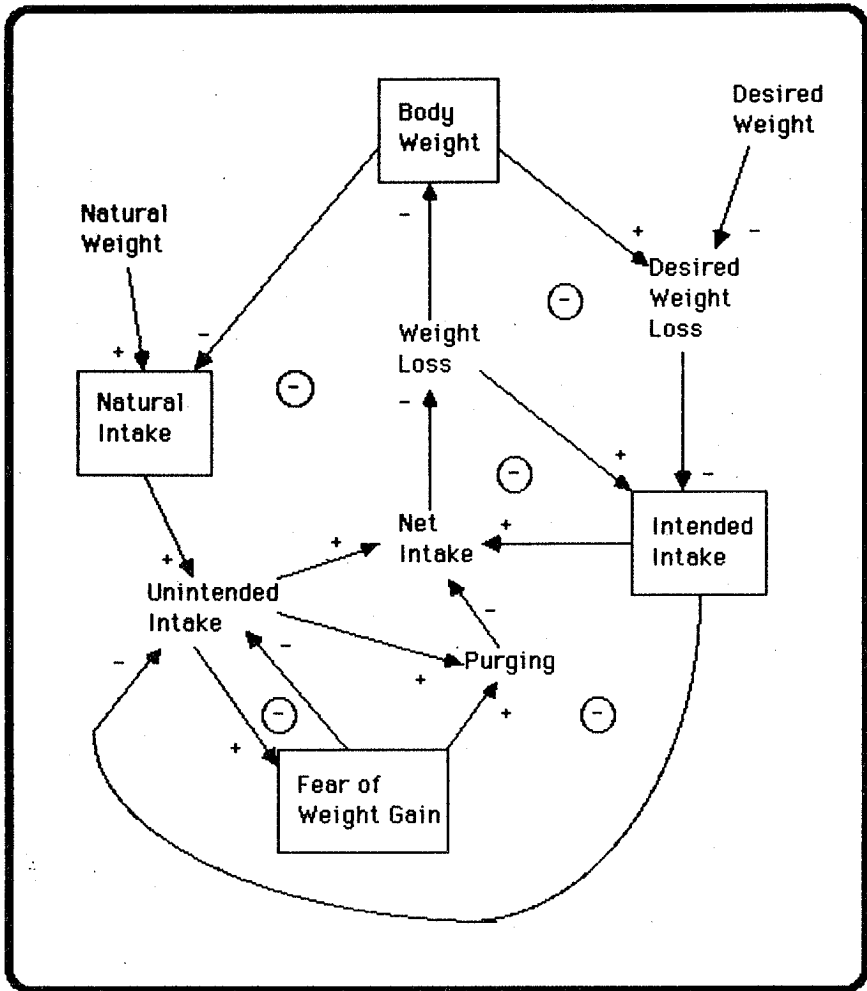 Body
Weight
Desired
Weight
Natural
Weight
-
+
-
Desired
Weight
Loss
-
-
+
Weight
Loss
-
-
Natural
Intake
+
-
-
Net
Intake
+
Intended
Intake
+
+
Unintended
Intake
-
-
-
Purging
+
+
-
-
+
Fear of
Weight Gain